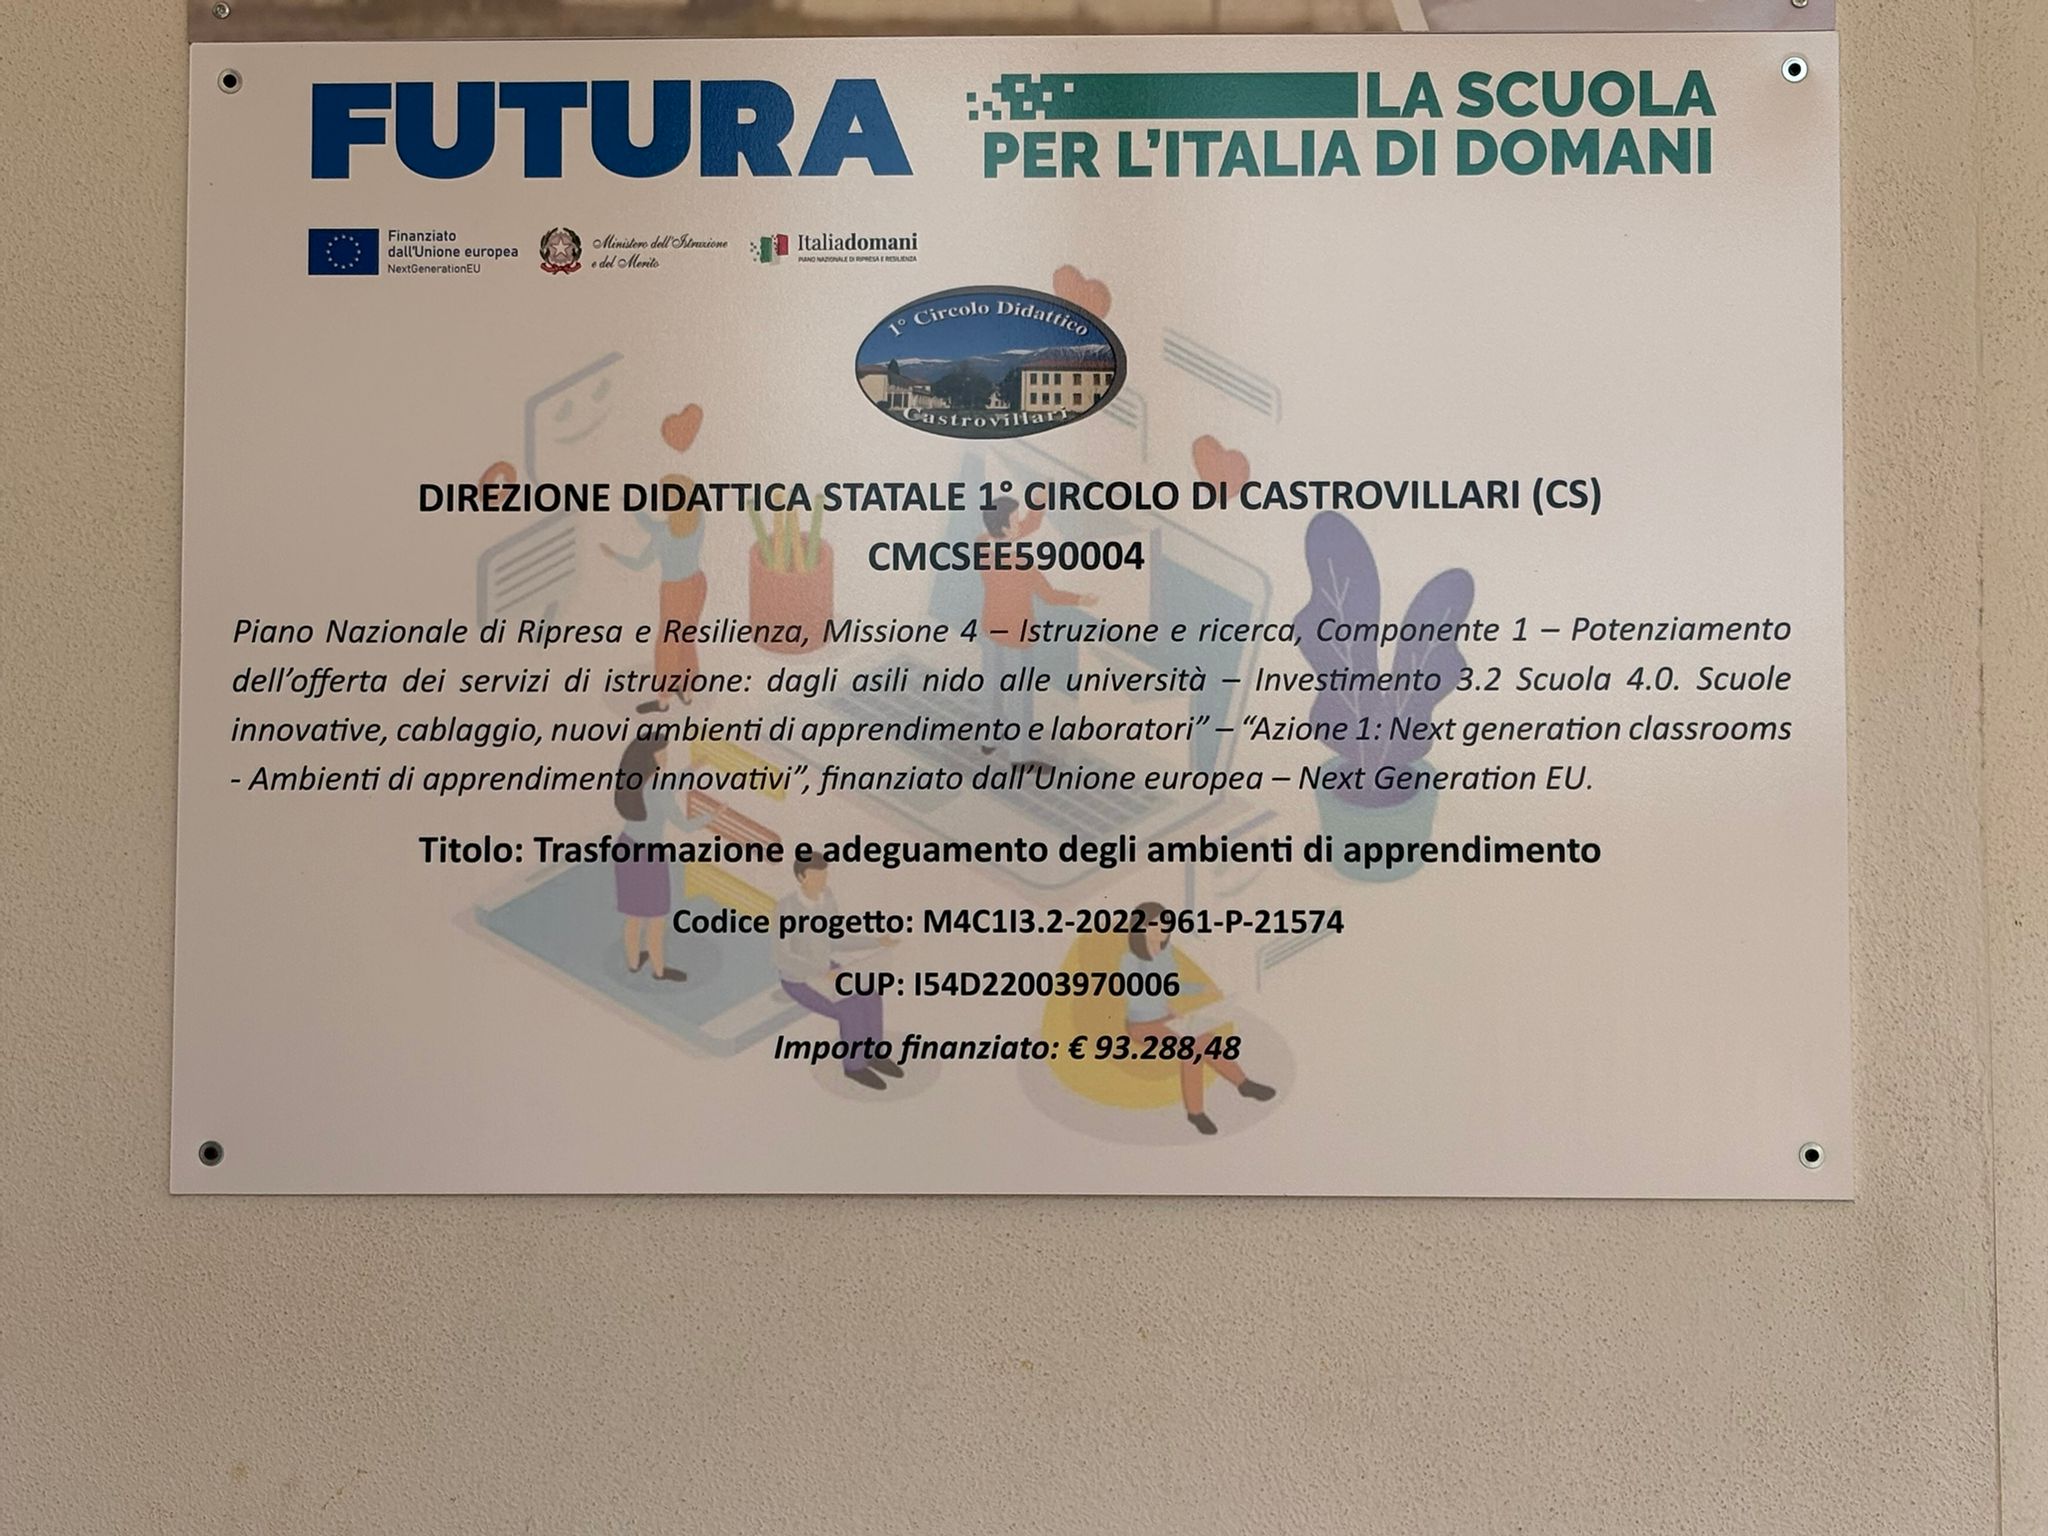 FUTURA
LA SCUOLA
PER L'ITALIA DI DOMANI
Finanziato
dall'Unione europea
NextGenerationEU
Ministero dell'Istruzione
e del Merito
Italiadomani
PIANO NAZIONALE DI RIPRESA E RESILIENZA
1° Circolo Didattico
Castrovillari
DIREZIONE DIDATTICA STATALE 1° CIRCOLO DI CASTROVILLARI (CS)
CMCSEE590004
Piano Nazionale di Ripresa e Resilienza, Missione 4 – Istruzione e ricerca, Componente 1 – Potenziamento
dell'offerta dei servizi di istruzione: dagli asili nido alle università – Investimento 3.2 Scuola 4.0. Scuole
innovative, cablaggio, nuovi ambienti di apprendimento e laboratori” – “Azione 1: Next generation classrooms
- Ambienti di apprendimento innovativi”, finanziato dall’Unione europea – Next Generation EU.
Titolo: Trasformazione e adeguamento degli ambienti di apprendimento
Codice progetto: M4C1I3.2-2022-961-P-21574
CUP: I54D22003970006
Importo finanziato: € 93.288,48